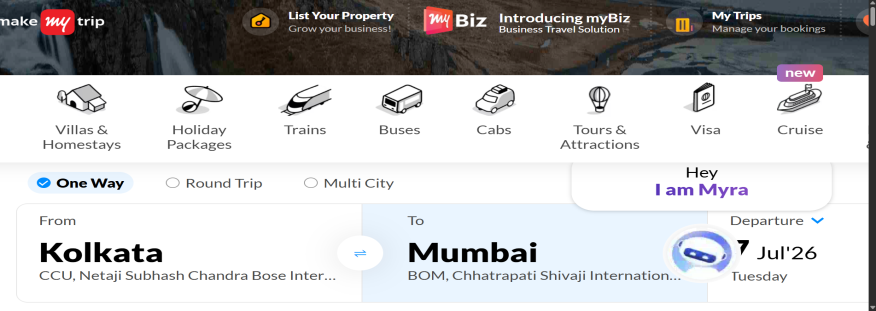 make my trip
List Your Property
Grow your business!
my Biz
Introducing myBiz
Business Travel Solution
My Trips
Manage your bookings
new
Villas &
Homestays
Holiday
Packages
Trains
Buses
Cabs
Tours &
Attractions
Visa
Cruise
One Way
Round Trip
Multi City
Hey
I am Myra
From
Kolkata
CCU, Netaji Subhash Chandra Bose Inter...
To
Mumbai
BOM, Chhatrapati Shivaji Internation...
Departure
7 Jul'26
Tuesday